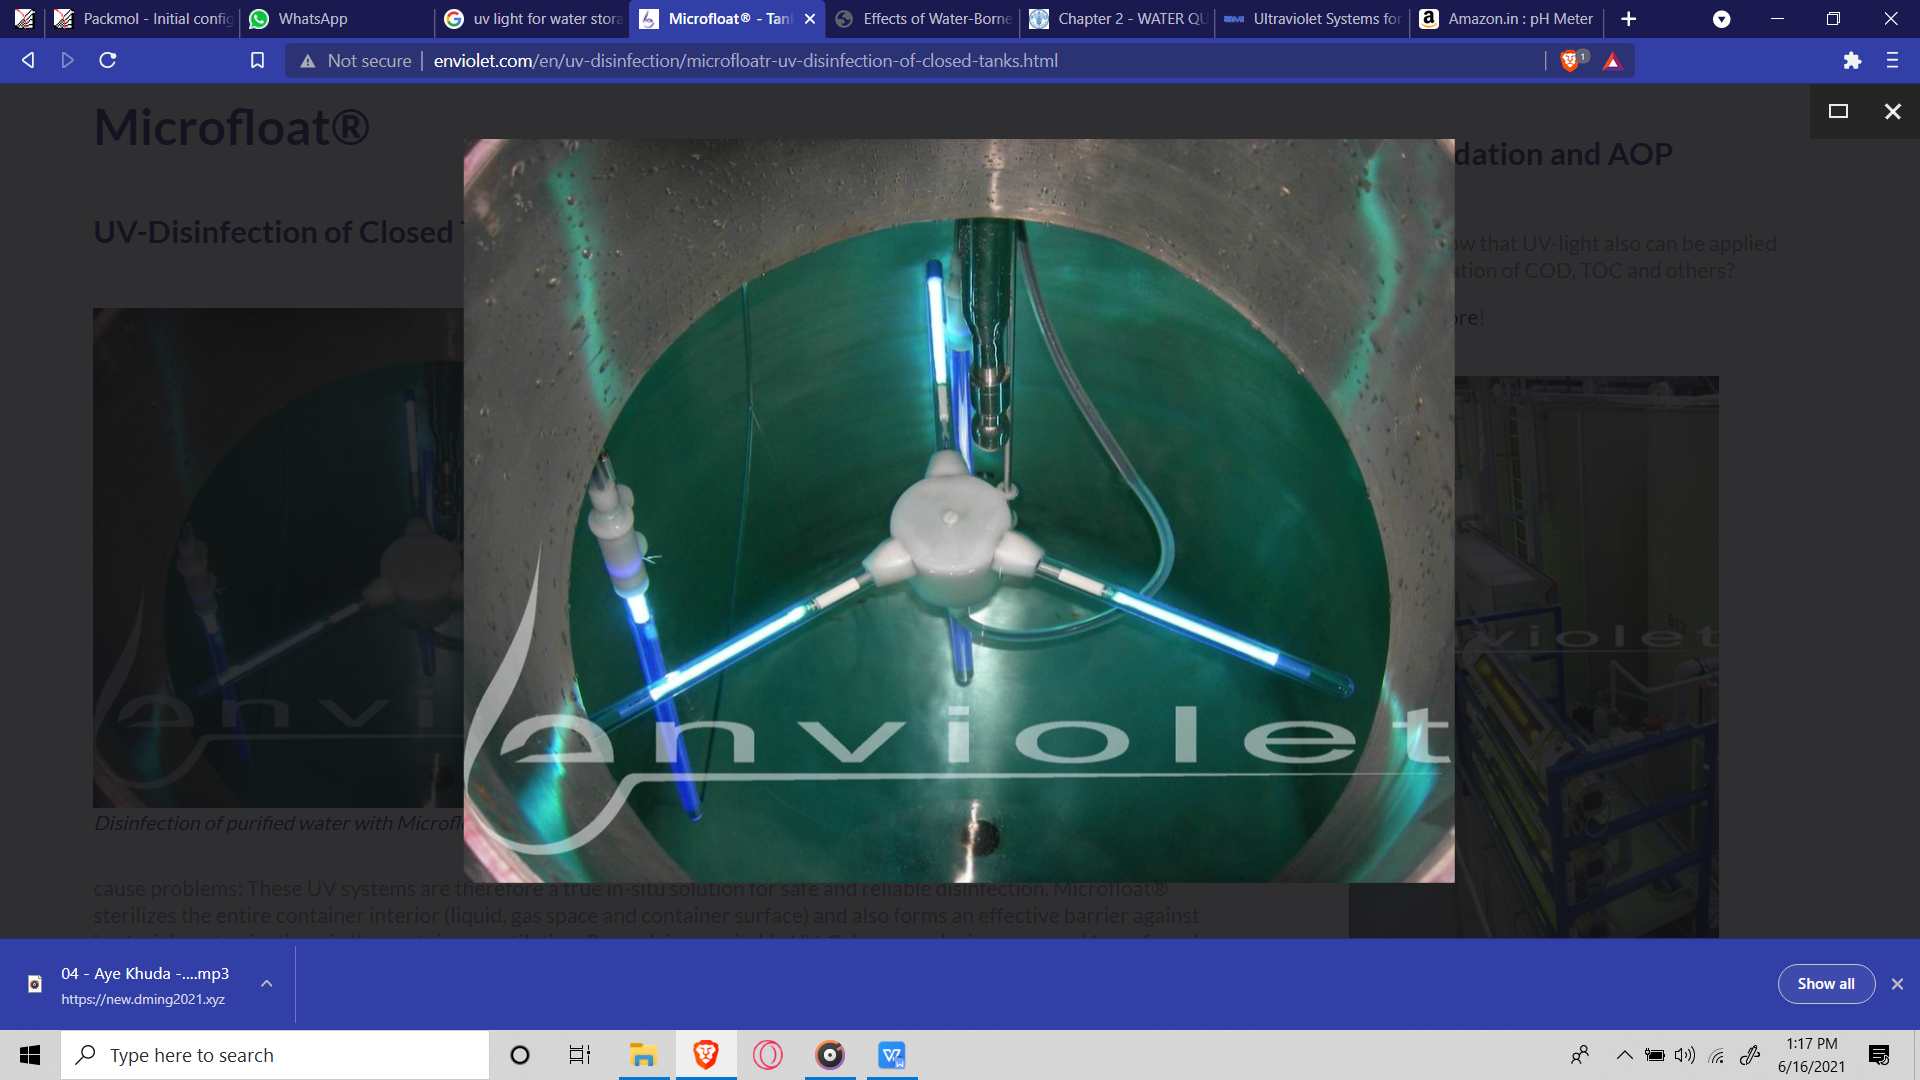 Packmol - Initial config
WhatsApp
uv light for water stora
Microfloat® - Tan
Effects of Water-Borne
Chapter 2 - WATER QU
Ultraviolet Systems for
Amazon.in : pH Meter
Not secure
enviolet.com/en/uv-disinfection/microfloatr-uv-disinfection-of-closed-tanks.html
1
Microfloat®
UV-Disinfection of Closed
dation and AOP
ow that UV-light also can be applied
ation of COD, TOC and others?
ore!
enviolet
Disinfection of purified water with Microfl
cause problems; These UV systems are therefore a true in-situ solution for safe and reliable disinfection. Microfloat®
sterilizes the entire container interior (liquid, gas space and container surface) and also forms an effective barrier against
04 - Aye Khuda -....mp3
https://new.dming2021.xyz
Show all
Type here to search
1:17 PM
6/16/2021